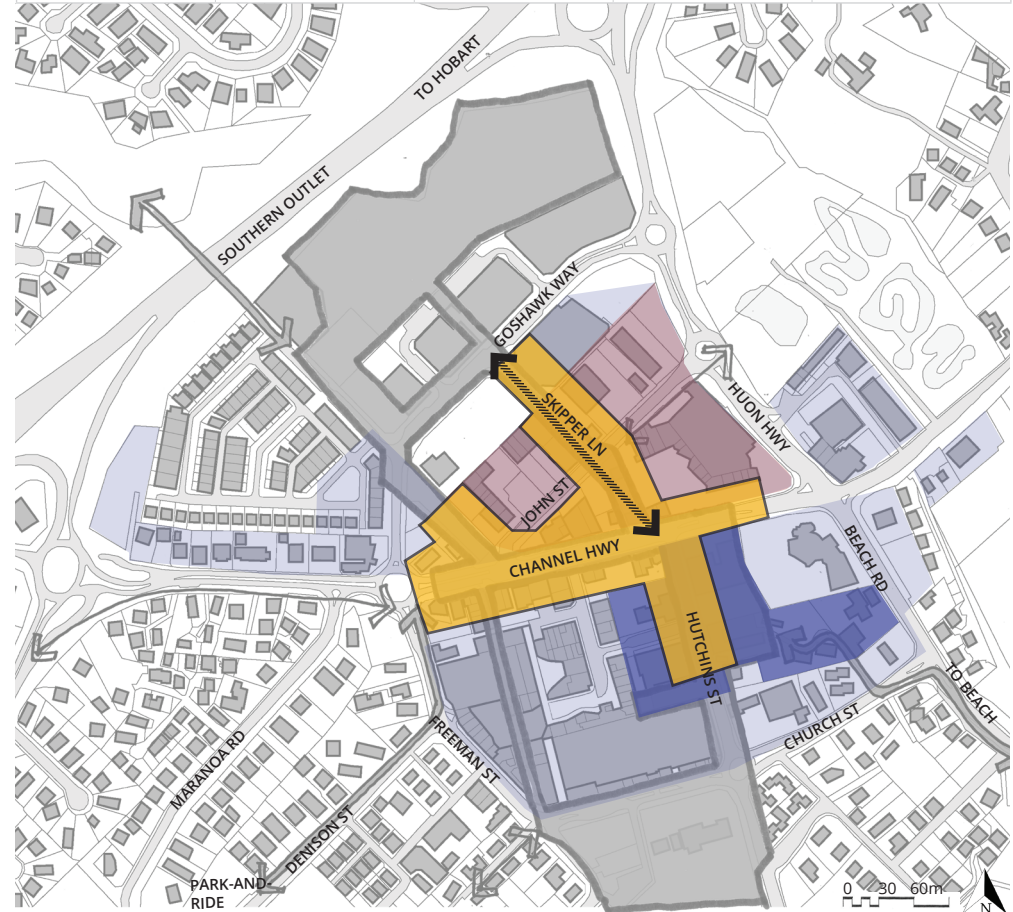 TO HOBART
SOUTHERN OUTLET
GOSHAWK WAY
SKIPPER LN
HUON HWY
JOHN ST
CHANNEL HWY
BEACH RD
HUTCHINS ST
TO BEACH
CHURCH ST
FREEMAN ST
MARANOA RD
DENISON ST
PARK-AND-
RIDE
0 30 60m
N